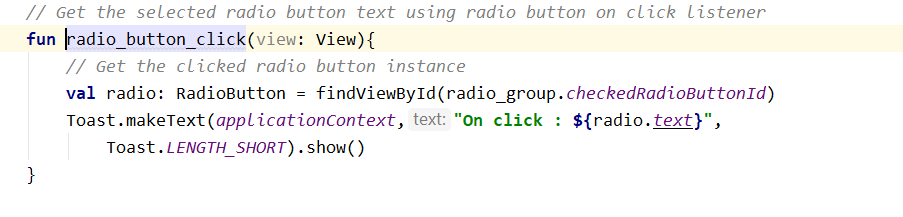 // Get the selected radio button text using radio button on click listener
fun radio_button_click(view: View){
    // Get the clicked radio button instance
    val radio: RadioButton = findViewById(radio_group.checkedRadioButtonId)
    Toast.makeText(applicationContext, text: "On click : ${radio.text}",
        Toast.LENGTH_SHORT).show()
}